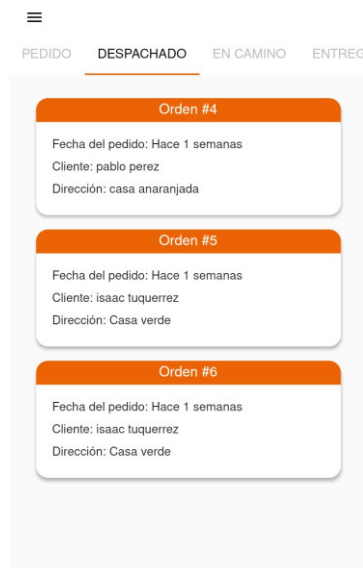 PEDIDO DESPACHADO EN CAMINO ENTREG
Orden #4
Fecha del pedido: Hace 1 semanas
Cliente: pablo perez
Dirección: casa anaranjada
Orden #5
Fecha del pedido: Hace 1 semanas
Cliente: isaac tuquerrez
Dirección: Casa verde
Orden #6
Fecha del pedido: Hace 1 semanas
Cliente: isaac tuquerrez
Dirección: Casa verde